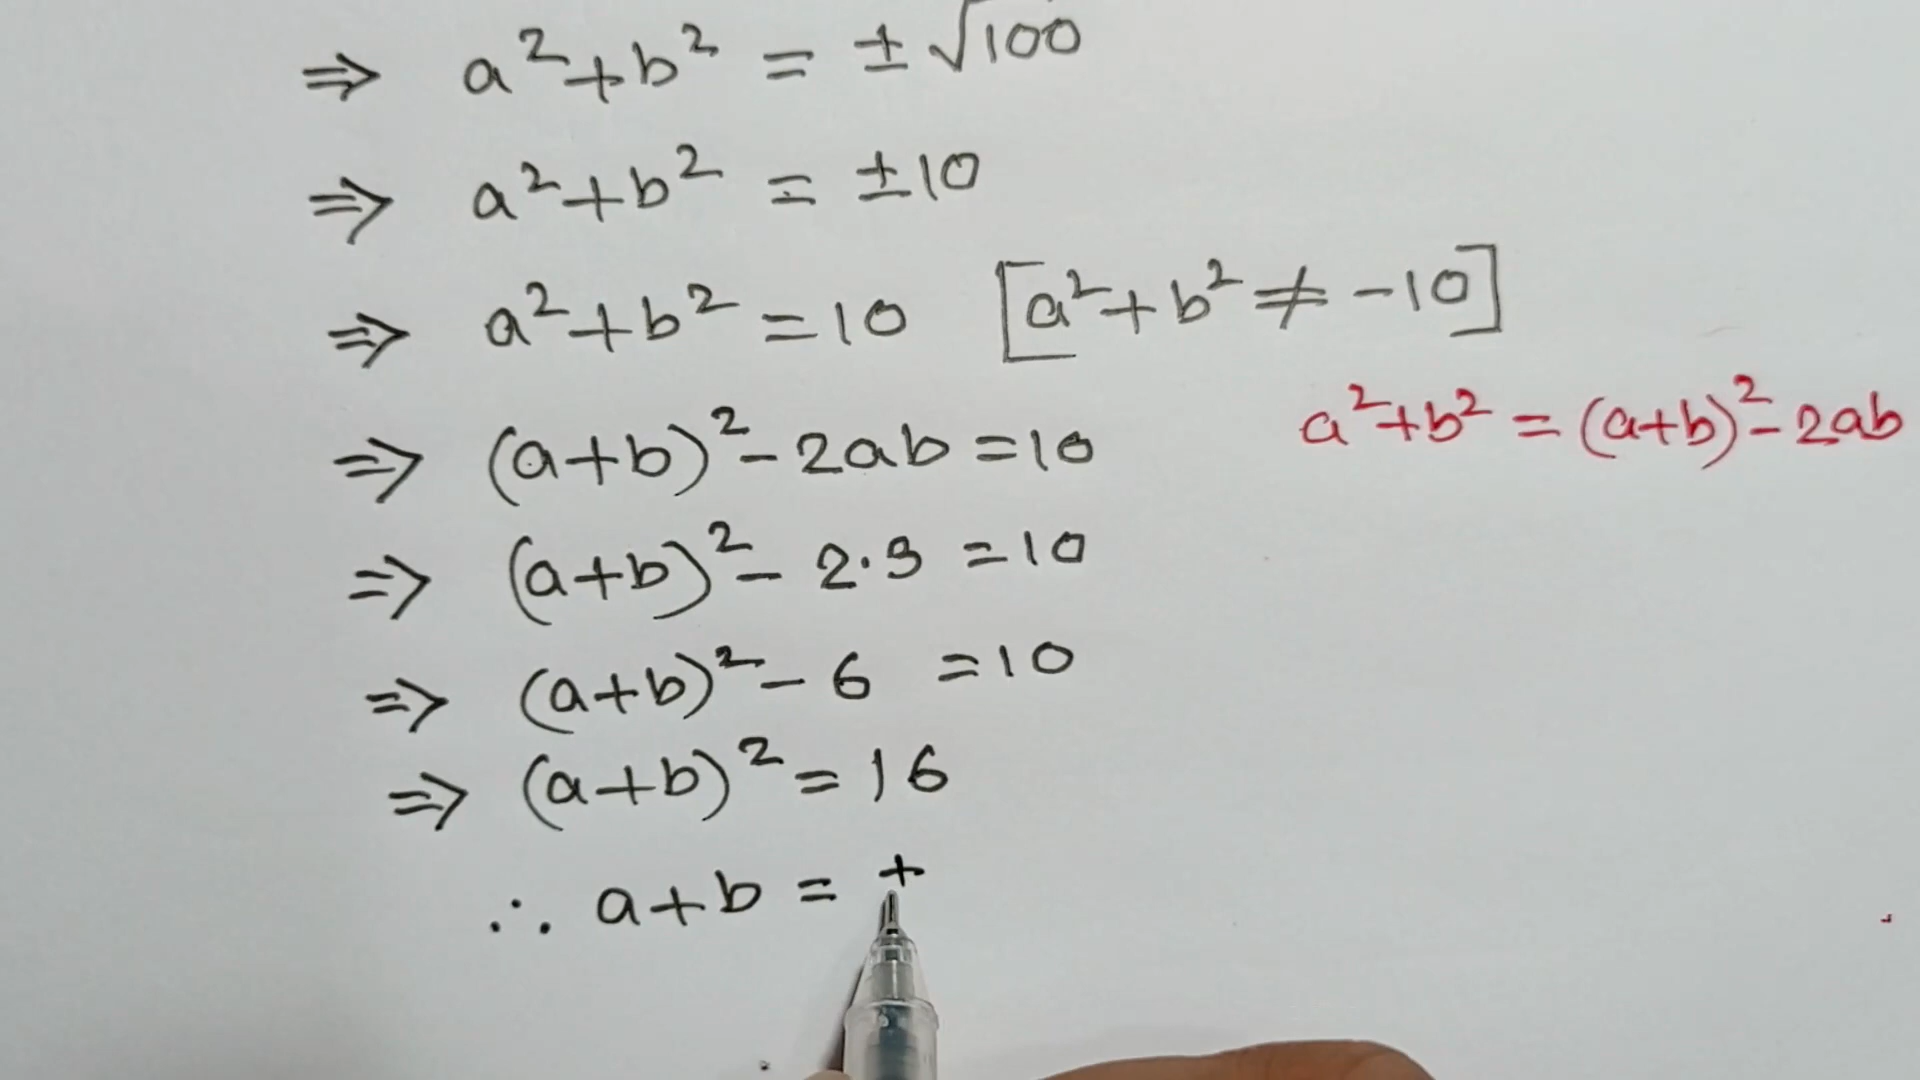 ⇒ a²+b² = ±√100
⇒ a²+b² = ±10
⇒ a²+b² = 10 [a²+b² ≠ -10]
a²+b² = (a+b)²-2ab
⇒ (a+b)²-2ab = 10
⇒ (a+b)²-2·3 = 10
⇒ (a+b)²-6 = 10
⇒ (a+b)² = 16
∴ a+b = +